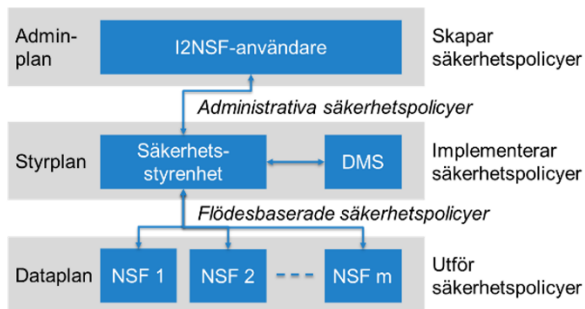 Admin-
plan
I2NSF-användare
Skapar
säkerhetspolicyer
Administrativa säkerhetspolicyer
Styrplan
Säkerhets-
styrenhet
DMS
Implementerar
säkerhetspolicyer
Flödesbaserade säkerhetspolicyer
Dataplan
NSF 1
NSF 2
NSF m
Utför
säkerhetspolicyer